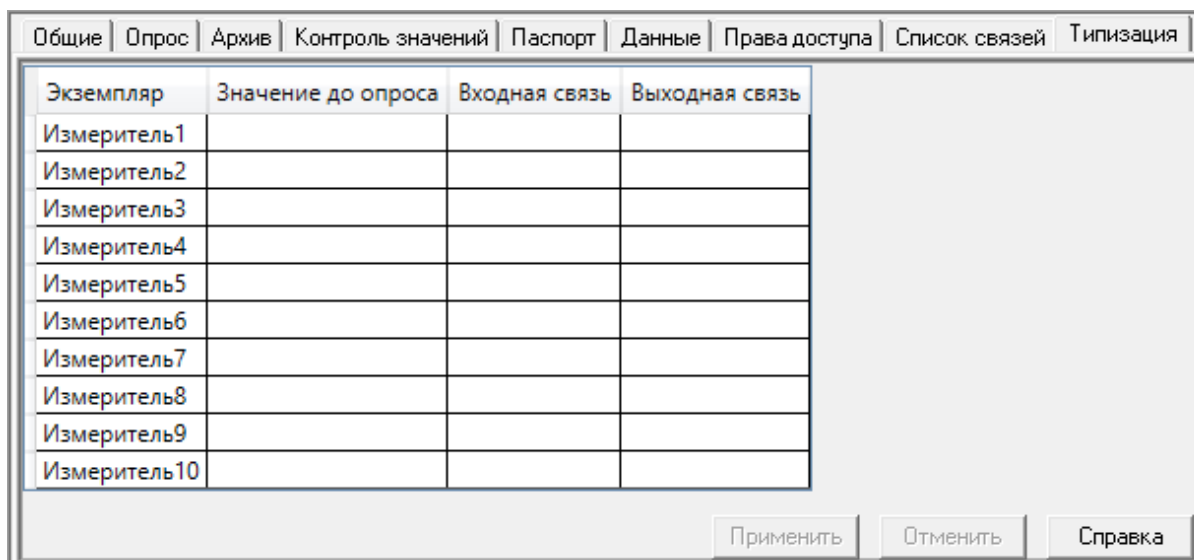 Общие Опрос Архив Контроль значений Паспорт Данные Права доступа Список связей Типизация
Экземпляр Значение до опроса Входная связь Выходная связь
Измеритель1
Измеритель2
Измеритель3
Измеритель4
Измеритель5
Измеритель6
Измеритель7
Измеритель8
Измеритель9
Измеритель10
Применить Отменить Справка